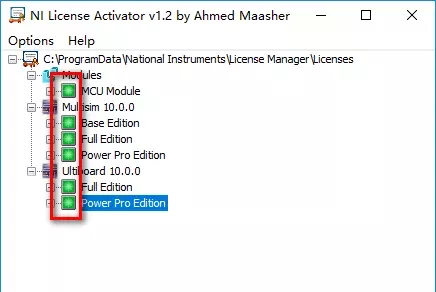 NI License Activator v1.2 by Ahmed Maasher
Options Help
C:\ProgramData\National Instruments\License Manager\Licenses
Modules
MCU Module
Multisim 10.0.0
Base Edition
Full Edition
Power Pro Edition
Ultiboard 10.0.0
Full Edition
Power Pro Edition